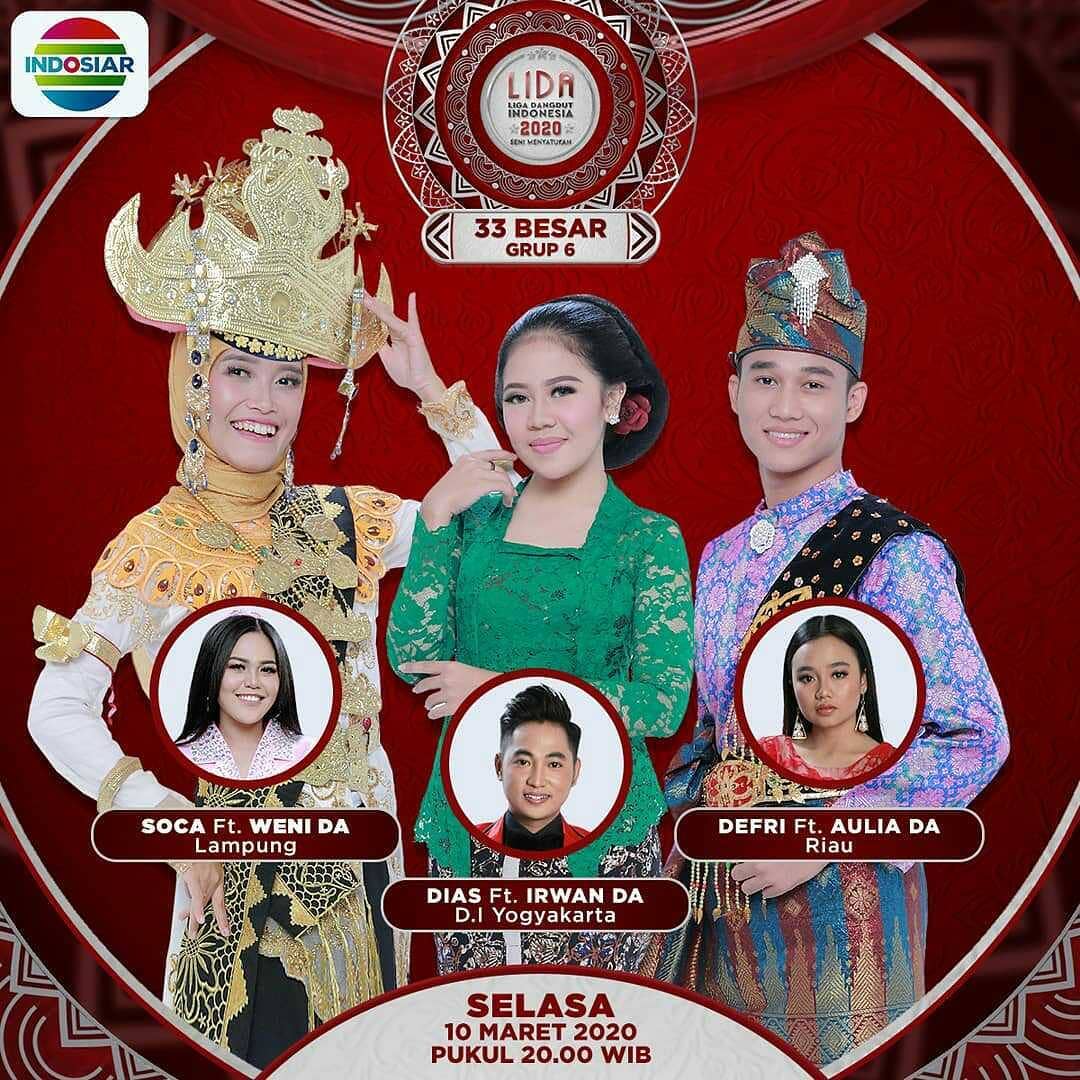 INDOSIAR
LIDA
LIGA DANGDUT
INDONESIA
2020
SENI MENYATUKAN
33 BESAR
GRUP 6
SOCA Ft. WENI DA
Lampung
DIAS Ft. IRWAN DA
D.I Yogyakarta
DEFRI Ft. AULIA DA
Riau
SELASA
10 MARET 2020
PUKUL 20.00 WIB